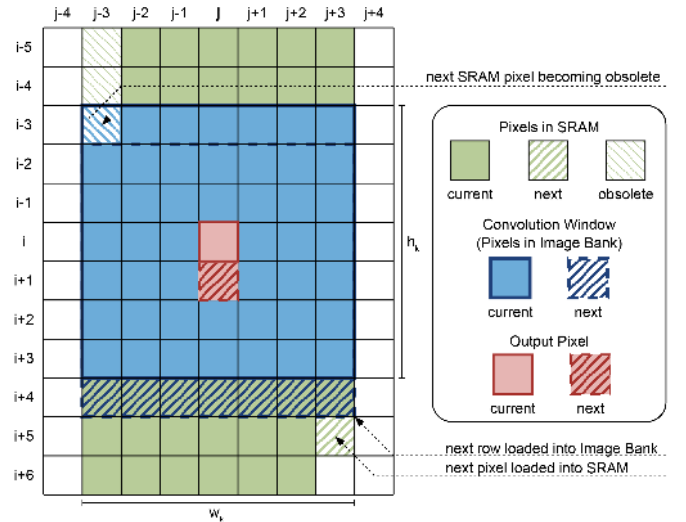 j-4 j-3 j-2 j-1 j j+1 j+2 j+3 j+4
i-5
i-4
next SRAM pixel becoming obsolete
i-3
Pixels in SRAM
i-2
current next obsolete
i-1
Convolution Window
(Pixels in Image Bank)
i
h_k
i+1
current next
i+2
Output Pixel
i+3
current next
i+4
next row loaded into Image Bank
i+5
next pixel loaded into SRAM
i+6
w_k